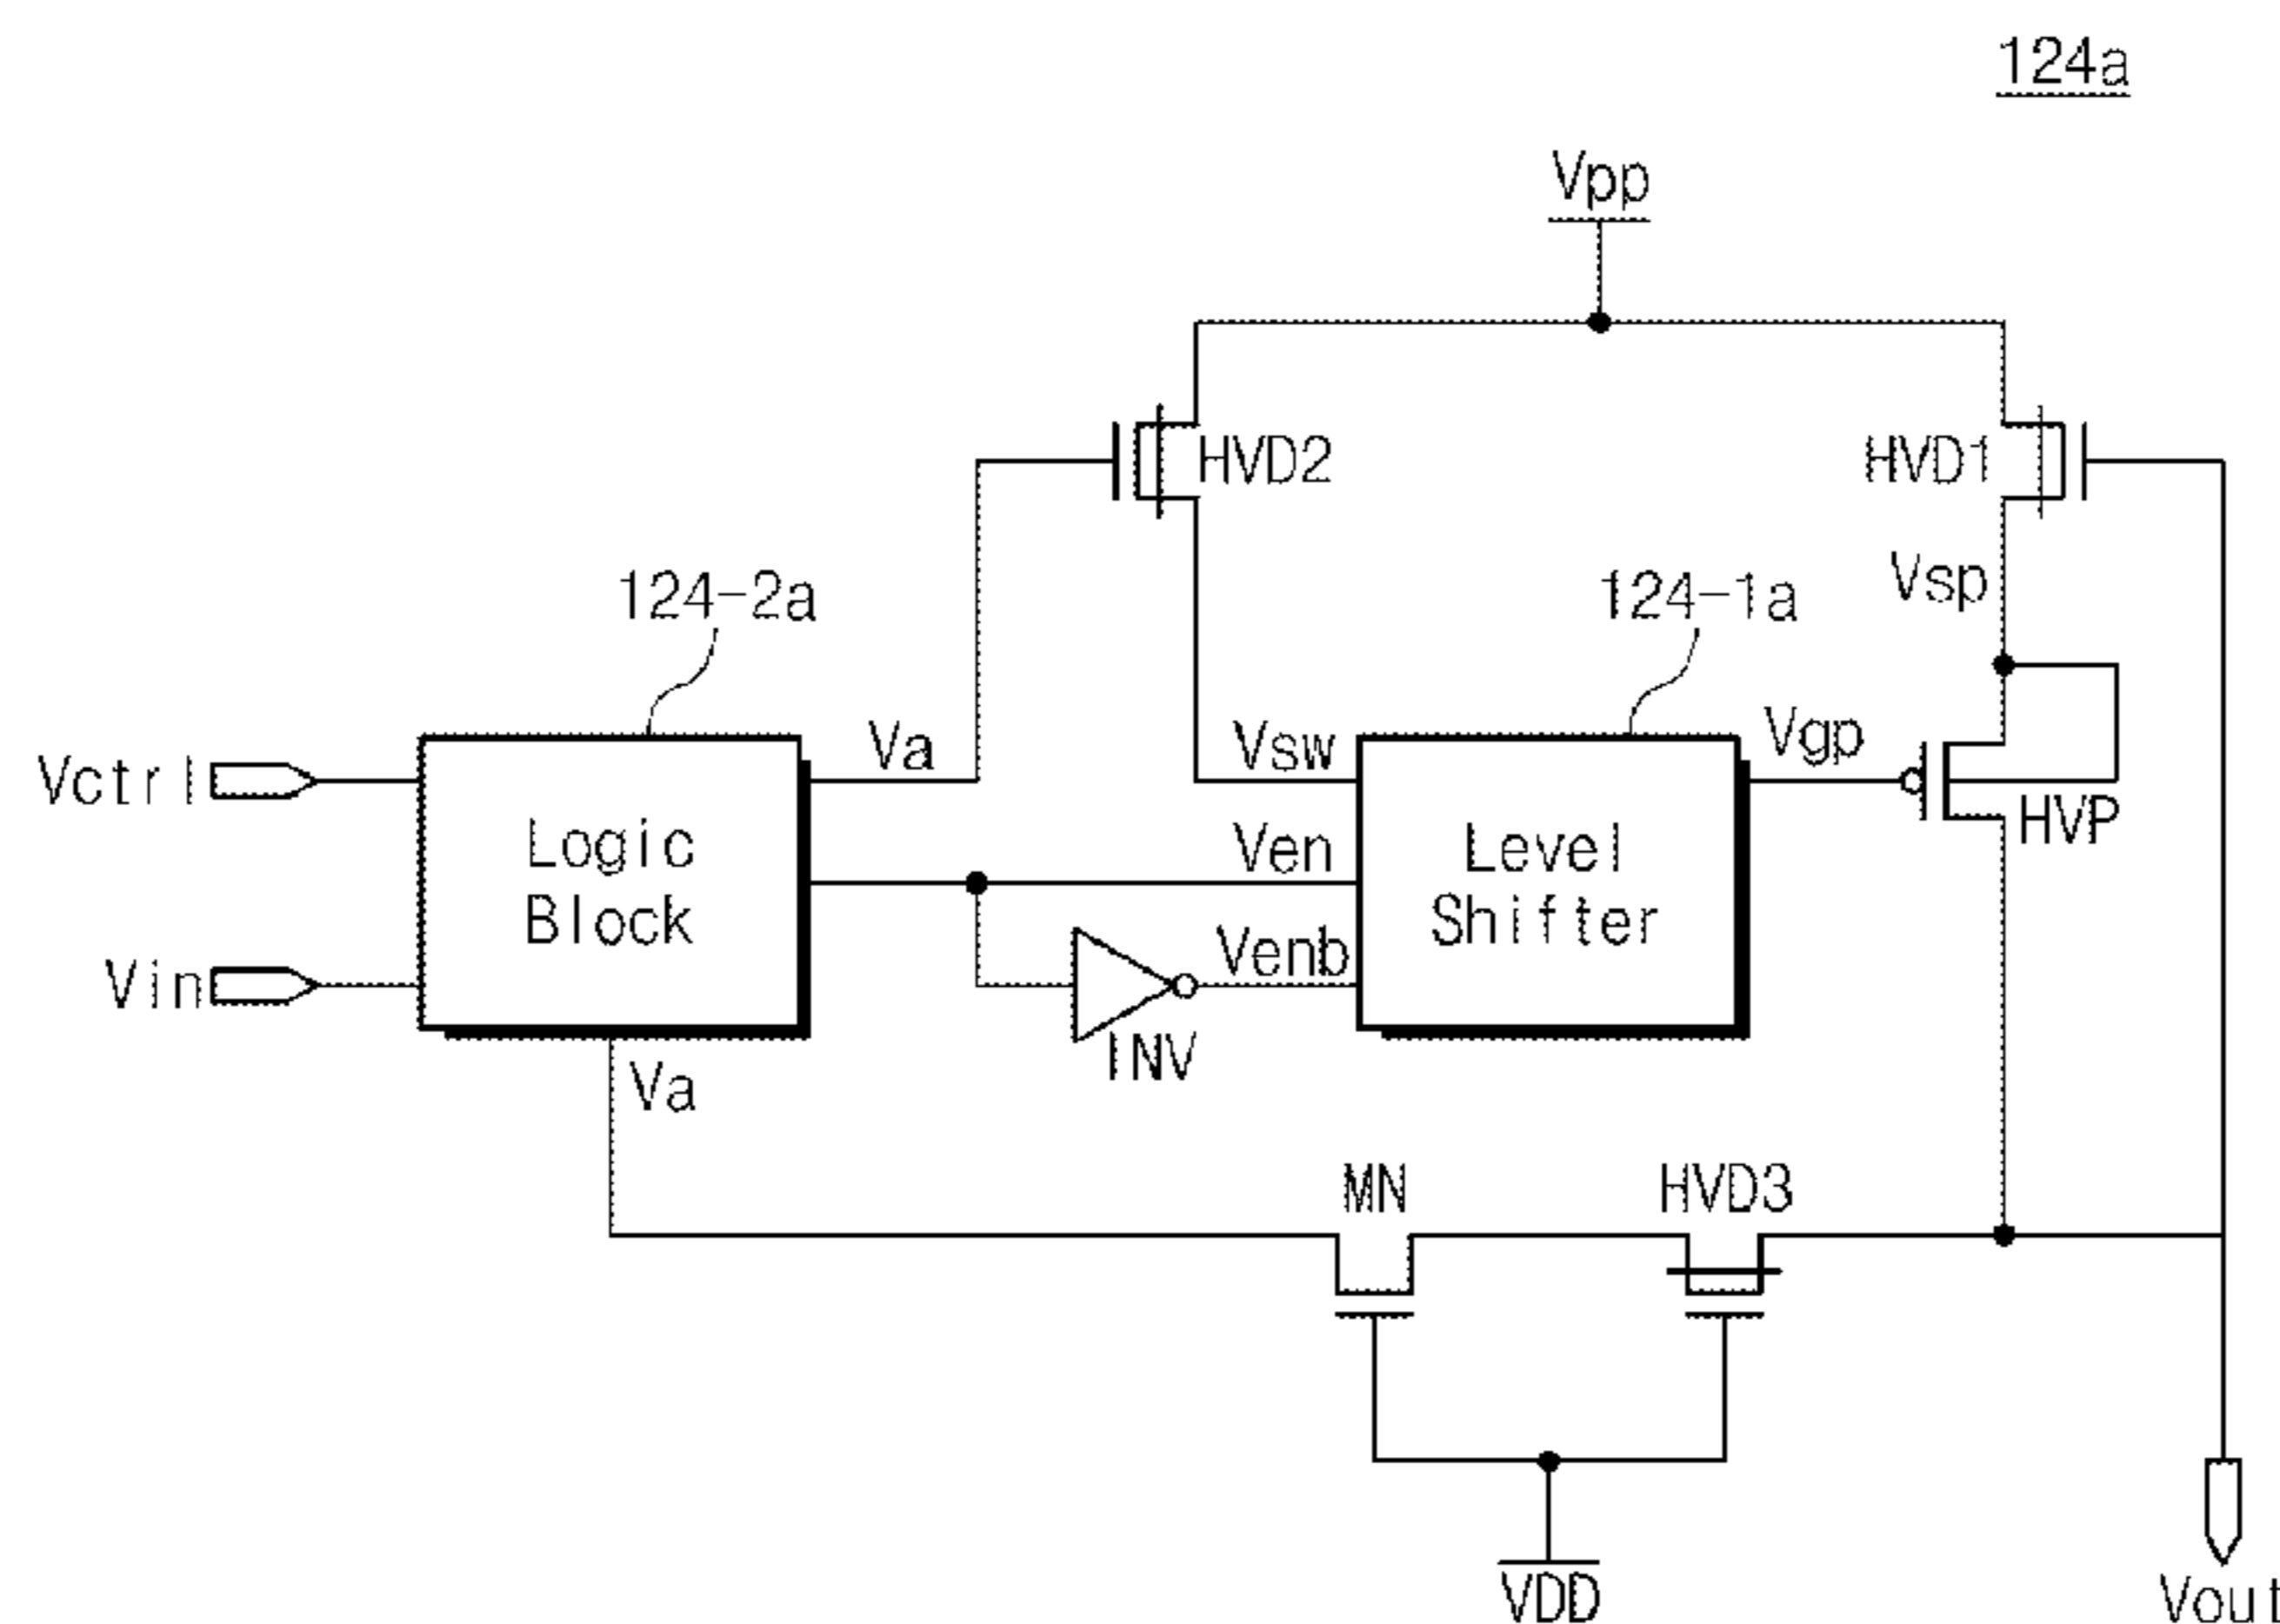 124a
Vpp
HVD2
HVD1
Vsp
124-2a
124-1a
Va
Vsw
Vgp
Vctrl
HVP
Logic
Block
Ven
Level
Shifter
Venb
Vin
INV
Va
MN
HVD3
VDD
Vout